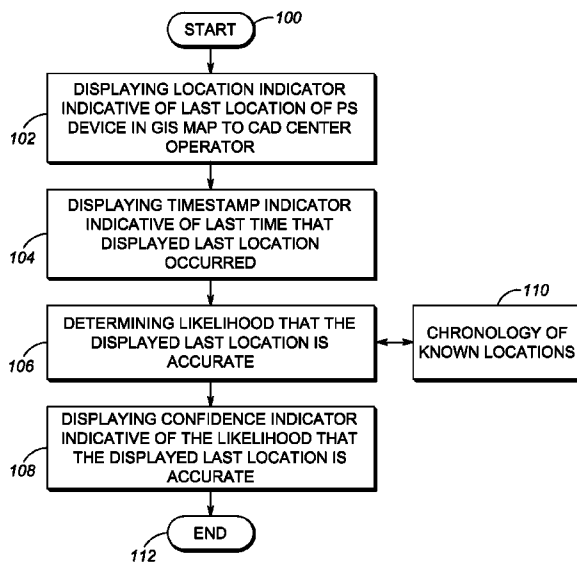 START
100
DISPLAYING LOCATION INDICATOR
INDICATIVE OF LAST LOCATION OF PS
DEVICE IN GIS MAP TO CAD CENTER
OPERATOR
102
DISPLAYING TIMESTAMP INDICATOR
INDICATIVE OF LAST TIME THAT
DISPLAYED LAST LOCATION
OCCURRED
104
DETERMINING LIKELIHOOD THAT THE
DISPLAYED LAST LOCATION IS
ACCURATE
106
110
CHRONOLOGY OF
KNOWN LOCATIONS
DISPLAYING CONFIDENCE INDICATOR
INDICATIVE OF THE LIKELIHOOD THAT
THE DISPLAYED LAST LOCATION IS
ACCURATE
108
END
112